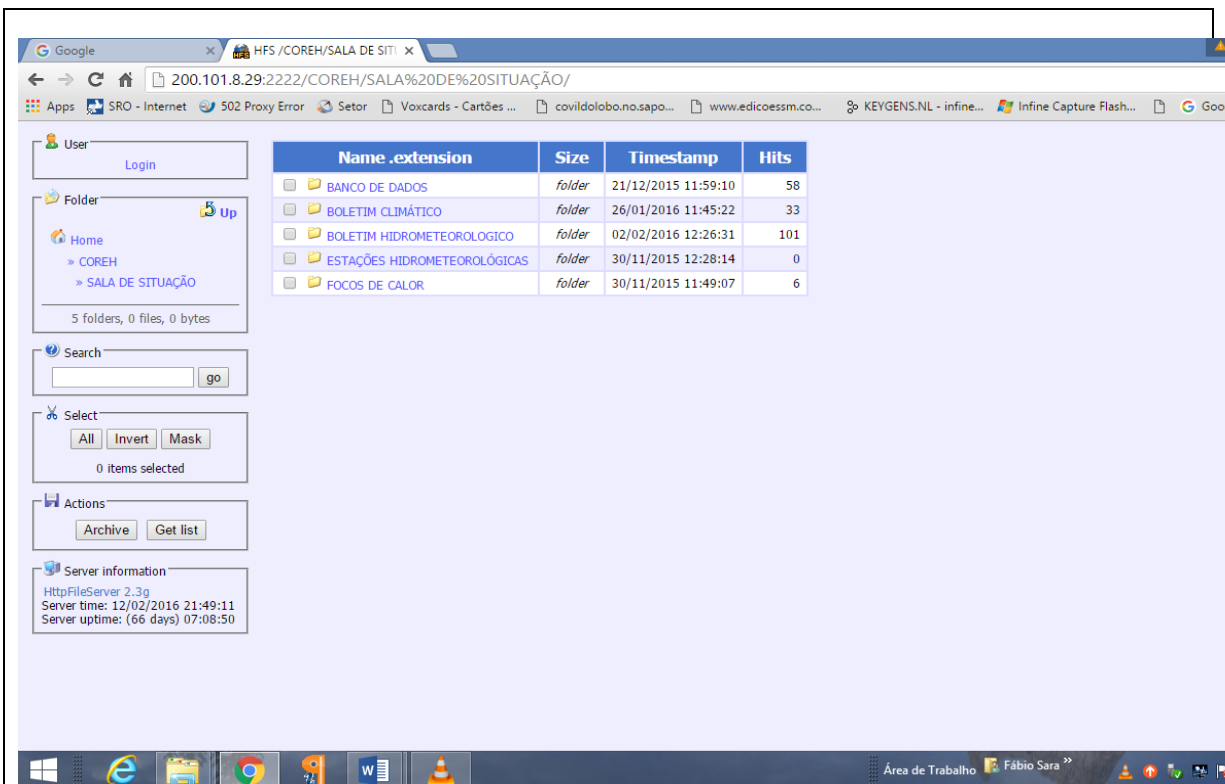 Google
HFS /COREH/SALA DE SITU
200.101.8.29:2222/COREH/SALA%20DE%20SITUAÇÃO/
Apps SRO - Internet 502 Proxy Error Setor Voxcards - Cartões ... covildolobo.no.sapo... www.edicoessm.co... KEYGENS.NL - infine... Infine Capture Flash... Goo
User
Login
Folder
Up
Home
» COREH
» SALA DE SITUAÇÃO
5 folders, 0 files, 0 bytes
Search
go
Select
All Invert Mask
0 items selected
Actions
Archive Get list
Server information
HttpFileServer 2.3g
Server time: 12/02/2016 21:49:11
Server uptime: (66 days) 07:08:50
Name .extension Size Timestamp Hits
BANCO DE DADOS folder 21/12/2015 11:59:10 58
BOLETIM CLIMÁTICO folder 26/01/2016 11:45:22 33
BOLETIM HIDROMETEOROLOGICO folder 02/02/2016 12:26:31 101
ESTAÇÕES HIDROMETEOROLÓGICAS folder 30/11/2015 12:28:14 0
FOCOS DE CALOR folder 30/11/2015 11:49:07 6
Área de Trabalho Fábio Sara »